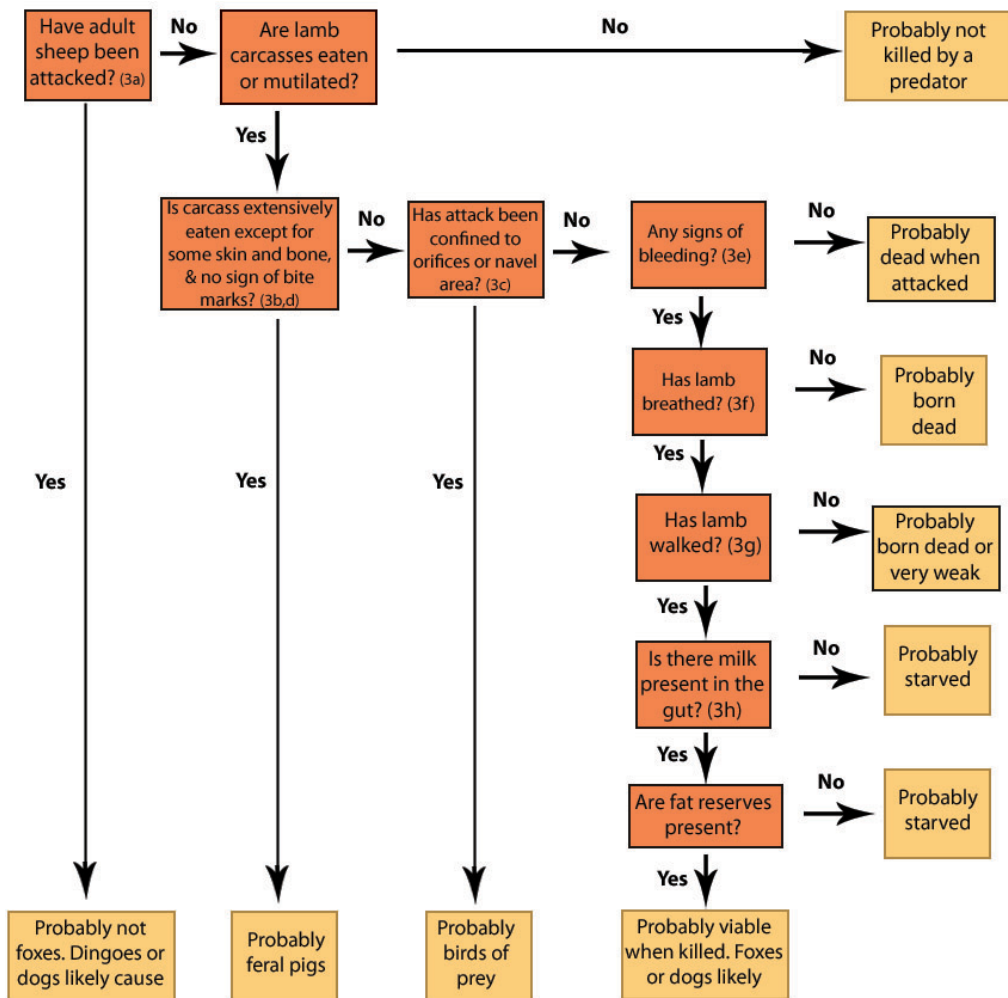 Have adult
sheep been
attacked? (3a)
No
Are lamb
carcasses eaten
or mutilated?
No
Probably not
killed by a
predator
Yes
Is carcass extensively
eaten except for
some skin and bone,
& no sign of bite
marks? (3b,d)
No
Has attack been
confined to
orifices or navel
area? (3c)
No
Any signs of
bleeding? (3e)
No
Probably
dead when
attacked
Yes
Has lamb
breathed? (3f)
No
Probably
born
dead
Yes
Has lamb
walked? (3g)
No
Probably
born dead or
very weak
Yes
Is there milk
present in the
gut? (3h)
No
Probably
starved
Yes
Are fat reserves
present?
No
Probably
starved
Yes
Yes
Yes
Yes
Probably not
foxes. Dingoes or
dogs likely cause
Probably
feral pigs
Probably
birds of
prey
Probably viable
when killed. Foxes
or dogs likely